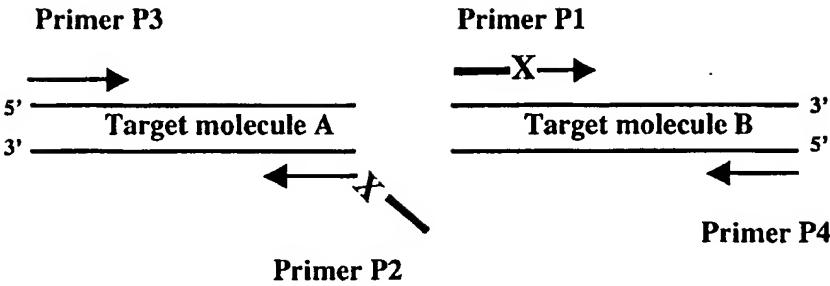 Primer P3
Primer P1
X
5'
3'
Target molecule A
Target molecule B
3'
5'
X
Primer P4
Primer P2